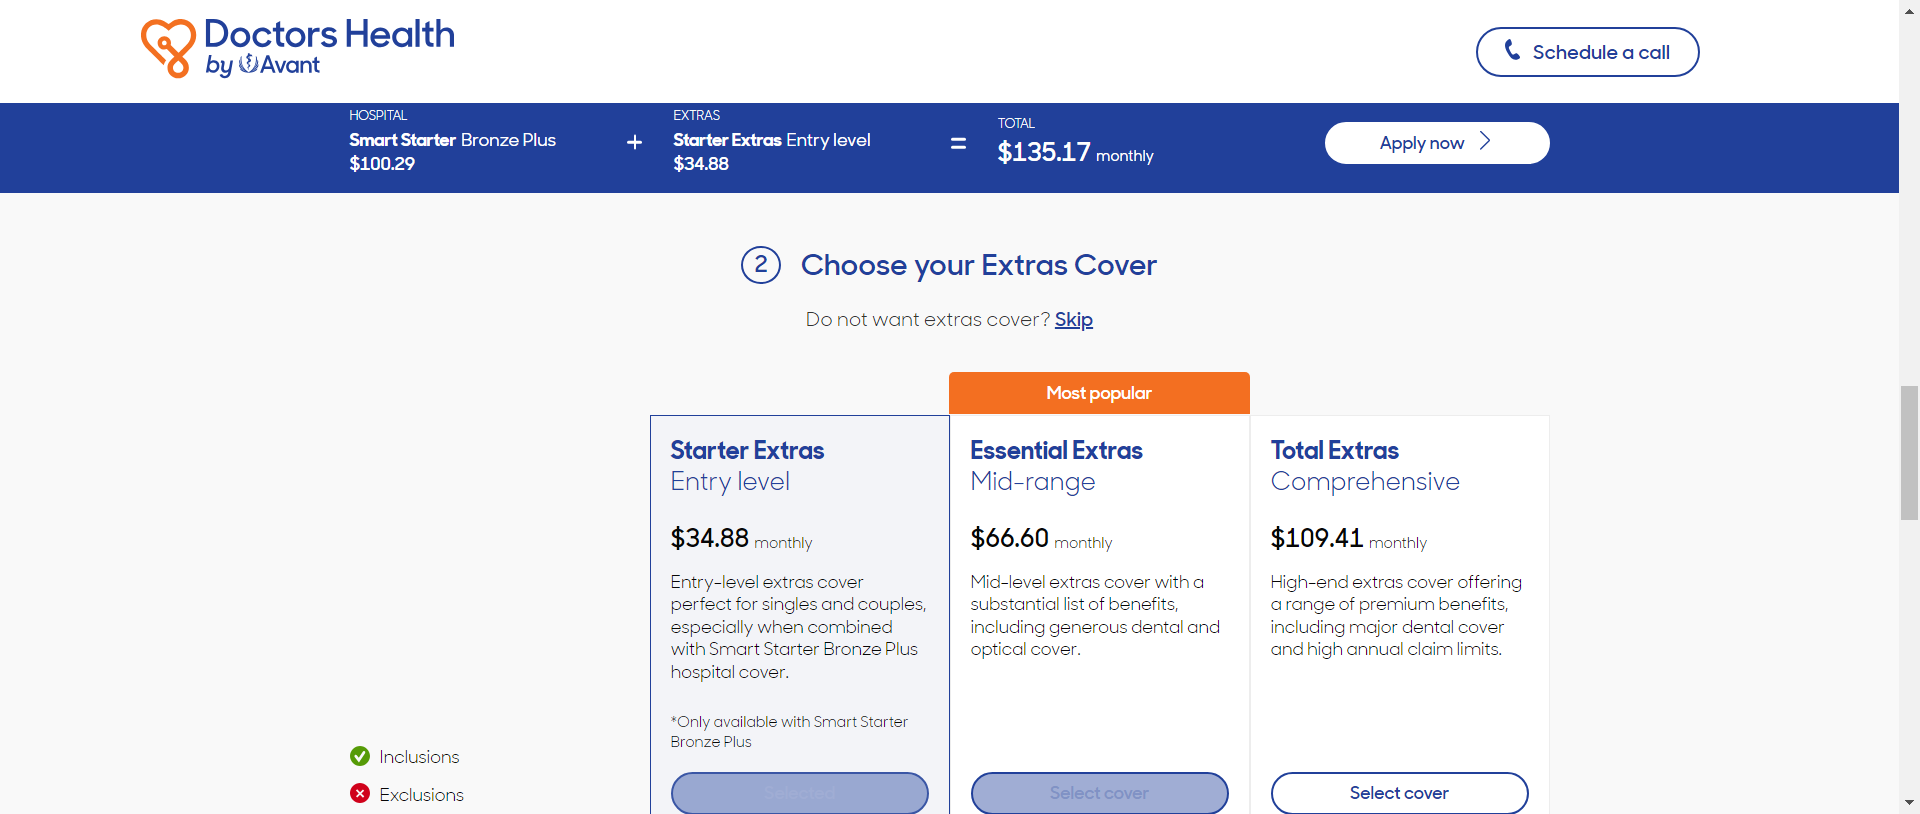 Doctors Health
by Avant
Schedule a call
HOSPITAL
Smart Starter Bronze Plus
$100.29
+
EXTRAS
Starter Extras Entry level
$34.88
=
TOTAL
$135.17 monthly
Apply now
2 Choose your Extras Cover
Do not want extras cover? Skip
Most popular
Starter Extras
Entry level
$34.88 monthly
Entry-level extras cover
perfect for singles and couples,
especially when combined
with Smart Starter Bronze Plus
hospital cover.
*Only available with Smart Starter
Bronze Plus
Selected
Essential Extras
Mid-range
$66.60 monthly
Mid-level extras cover with a
substantial list of benefits,
including generous dental and
optical cover.
Select cover
Total Extras
Comprehensive
$109.41 monthly
High-end extras cover offering
a range of premium benefits,
including major dental cover
and high annual claim limits.
Select cover
Inclusions
Exclusions